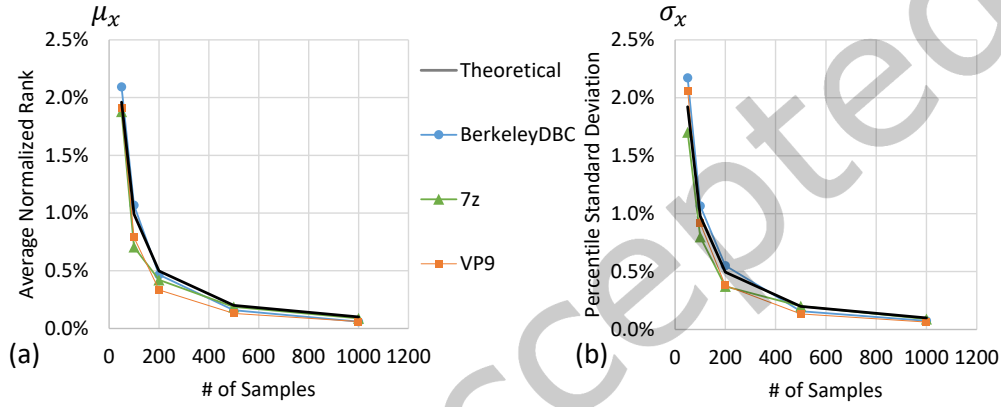 μx
2.5%
2.0%
1.5%
1.0%
0.5%
0.0%
Average Normalized Rank
0 200 400 600 800 1000 1200
# of Samples
(a)
Theoretical
BerkeleyDBC
7z
VP9
σx
2.5%
2.0%
1.5%
1.0%
0.5%
0.0%
Percentile Standard Deviation
0 200 400 600 800 1000 1200
# of Samples
(b)
ccepted